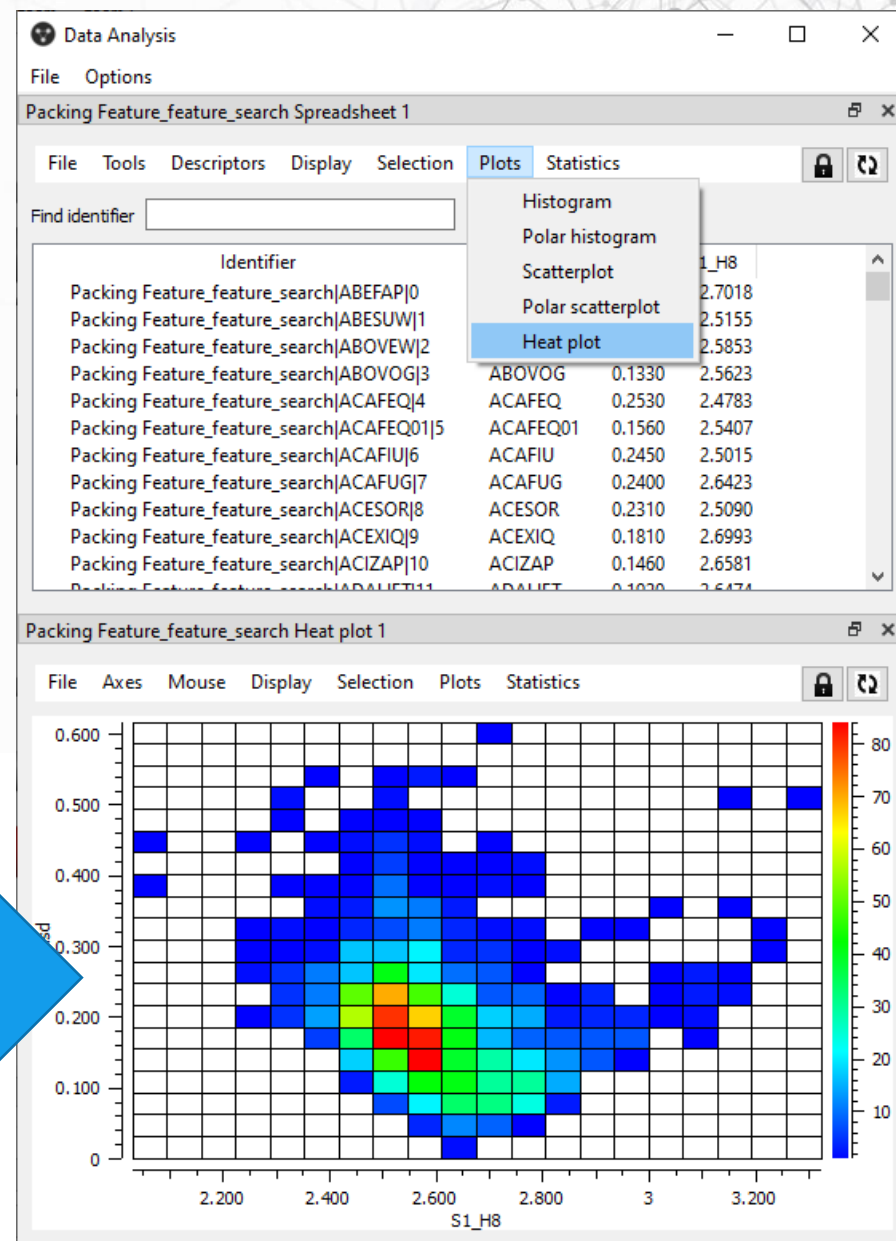 Data Analysis
File Options
Packing Feature_feature_search Spreadsheet 1
File Tools Descriptors Display Selection Plots Statistics
Histogram
Polar histogram
Scatterplot
Polar scatterplot
Heat plot
Find identifier
Identifier 1_H8
Packing Feature_feature_search|ABEFAP|0 2.7018
Packing Feature_feature_search|ABESUW|1 2.5155
Packing Feature_feature_search|ABOVEW|2 2.5853
Packing Feature_feature_search|ABOVOG|3 ABOVOG 0.1330 2.5623
Packing Feature_feature_search|ACAFEQ|4 ACAFEQ 0.2530 2.4783
Packing Feature_feature_search|ACAFEQ01|5 ACAFEQ01 0.1560 2.5407
Packing Feature_feature_search|ACAFIU|6 ACAFIU 0.2450 2.5015
Packing Feature_feature_search|ACAFUG|7 ACAFUG 0.2400 2.6423
Packing Feature_feature_search|ACESOR|8 ACESOR 0.2310 2.5090
Packing Feature_feature_search|ACEXIQ|9 ACEXIQ 0.1810 2.6993
Packing Feature_feature_search|ACIZAP|10 ACIZAP 0.1460 2.6581
Packing Feature_feature_search Heat plot 1
File Axes Mouse Display Selection Plots Statistics
0.600
0.500
0.400
0.300
0.200
0.100
0
80
70
60
50
40
30
20
10
2.200 2.400 2.600 2.800 3 3.200
S1_H8